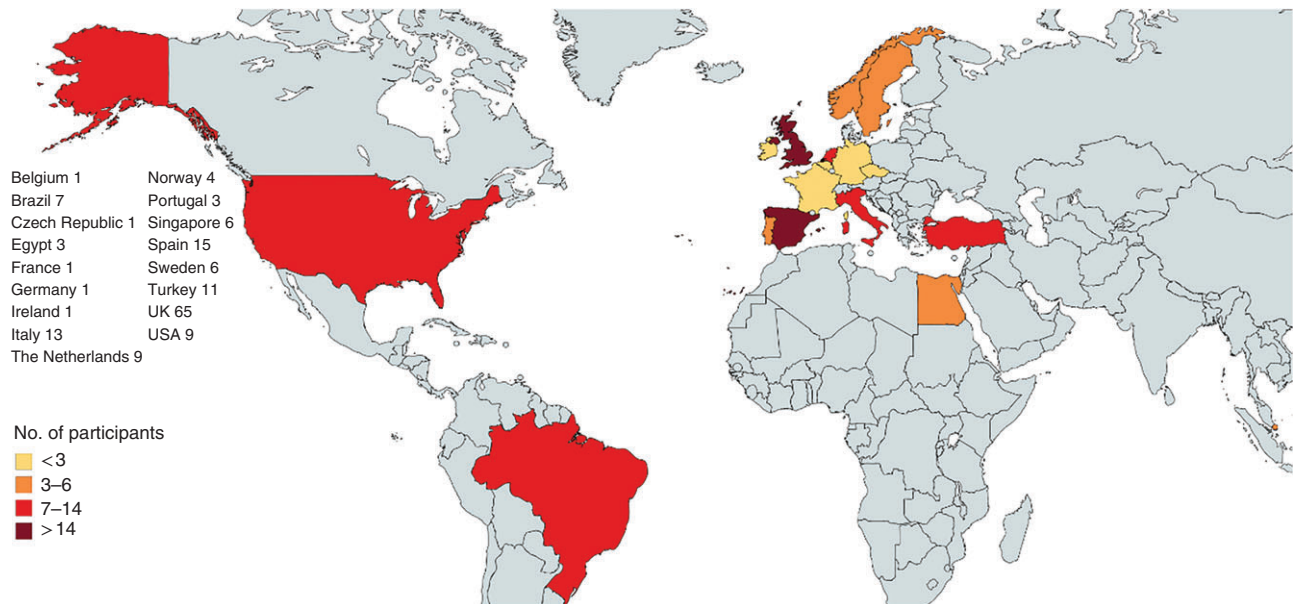 Belgium 1
Brazil 7
Czech Republic 1
Egypt 3
France 1
Germany 1
Ireland 1
Italy 13
The Netherlands 9
Norway 4
Portugal 3
Singapore 6
Spain 15
Sweden 6
Turkey 11
UK 65
USA 9
No. of participants
<3
3–6
7–14
>14